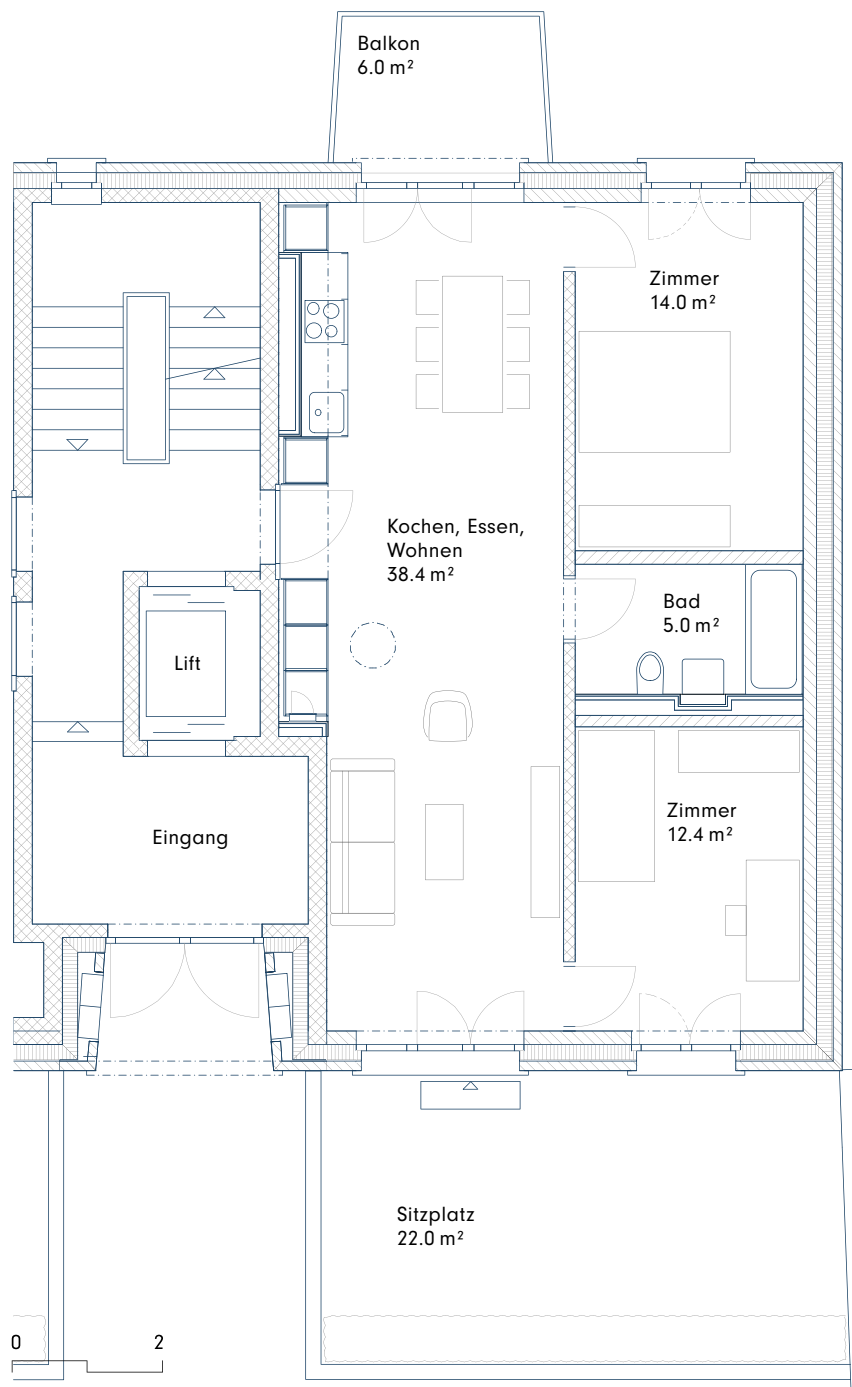 Balkon
6.0 m²
Zimmer
14.0 m²
Kochen, Essen,
Wohnen
38.4 m²
Bad
5.0 m²
Lift
Zimmer
12.4 m²
Eingang
Sitzplatz
22.0 m²
0 2